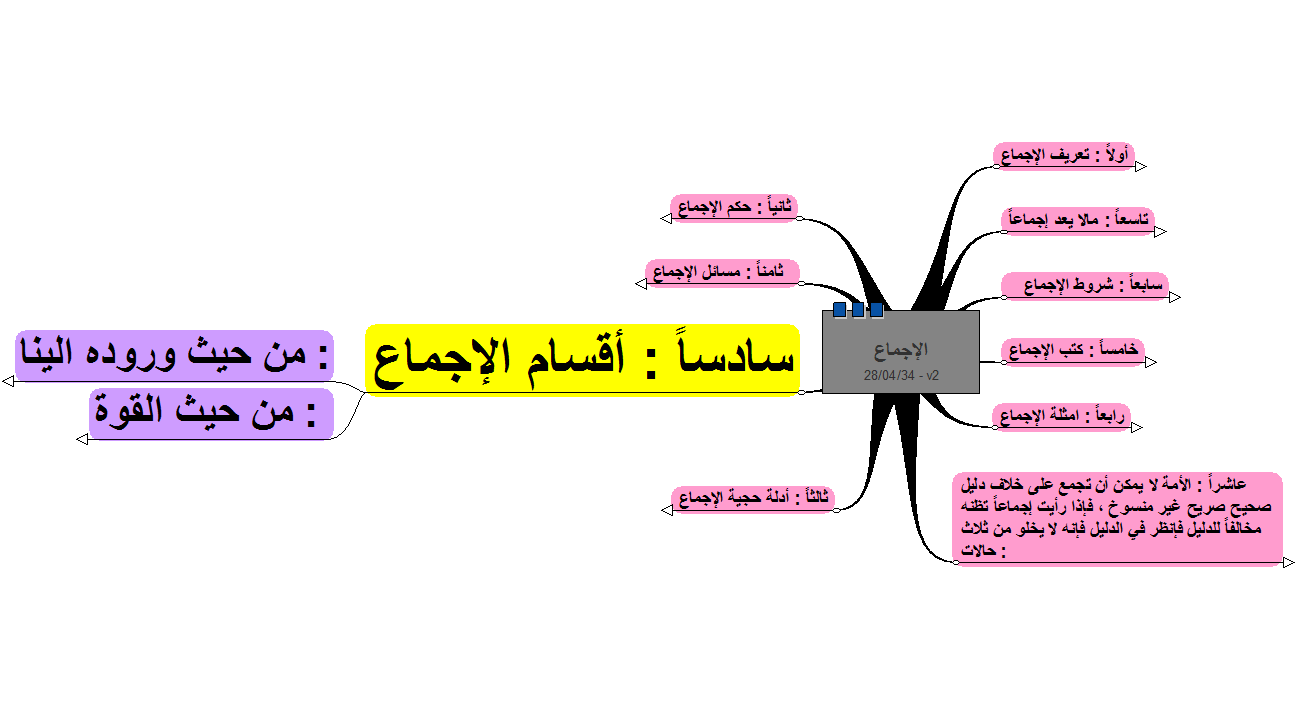 الإجماع
28/04/34 - v2
أولاً : تعريف الإجماع
تاسعاً : مالا يعد إجماعاً
سابعاً : شروط الإجماع
خامساً : كتب الإجماع
رابعاً : امثلة الإجماع
عاشراً : الأمة لا يمكن أن تجمع على خلاف دليل
صحيح صريح غير منسوخ ، فإذا رأيت إجماعاً تظنه
مخالفاً للدليل فإنظر في الدليل فإنه لا يخلو من ثلاث
حالات :
ثانياً : حكم الإجماع
ثامناً : مسائل الإجماع
سادساً : أقسام الإجماع
من حيث وروده الينا :
من حيث القوة :
ثالثاً : أدلة حجية الإجماع